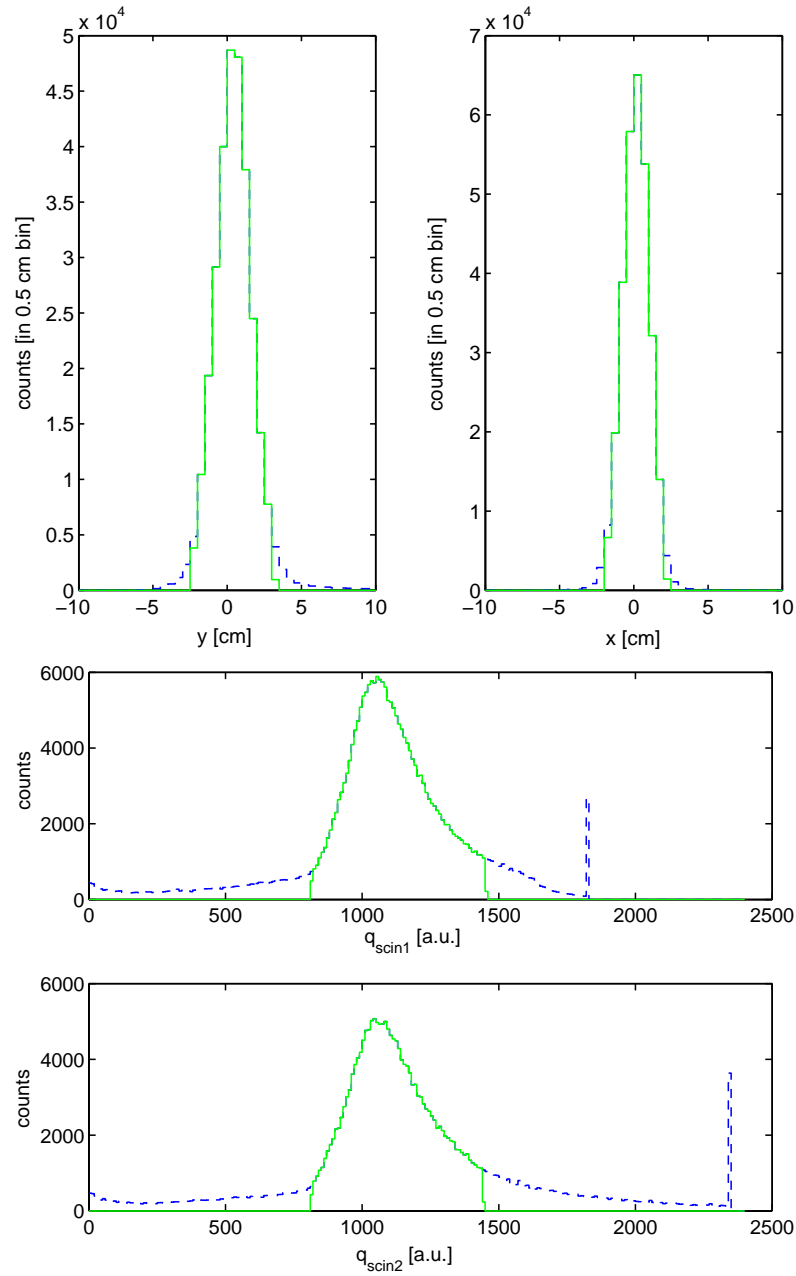 x 10^4
5
4.5
4
3.5
3
2.5
2
1.5
1
0.5
0
−10 −5 0 5 10
y [cm]
counts [in 0.5 cm bin]
x 10^4
7
6
5
4
3
2
1
0
−10 −5 0 5 10
x [cm]
counts [in 0.5 cm bin]
6000
4000
2000
0
0 500 1000 1500 2000 2500
q_scin1 [a.u.]
counts
6000
4000
2000
0
0 500 1000 1500 2000 2500
q_scin2 [a.u.]
counts